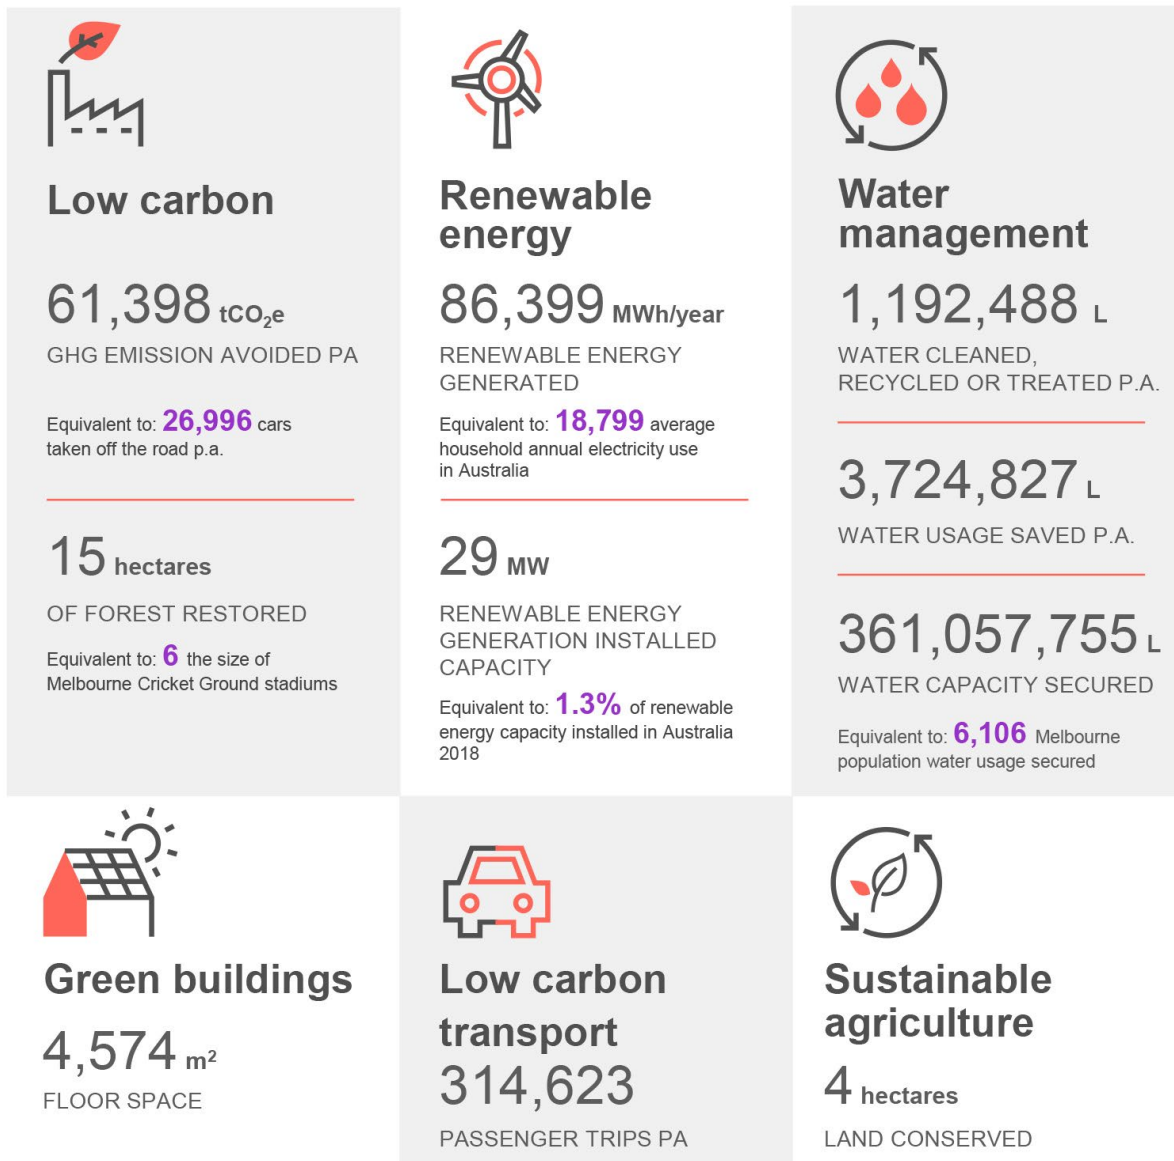 Low carbon
61,398 tCO₂e
GHG EMISSION AVOIDED PA
Equivalent to: 26,996 cars
taken off the road p.a.
15 hectares
OF FOREST RESTORED
Equivalent to: 6 the size of
Melbourne Cricket Ground stadiums
Renewable
energy
86,399 MWh/year
RENEWABLE ENERGY
GENERATED
Equivalent to: 18,799 average
household annual electricity use
in Australia
29 MW
RENEWABLE ENERGY
GENERATION INSTALLED
CAPACITY
Equivalent to: 1.3% of renewable
energy capacity installed in Australia
2018
Water
management
1,192,488 L
WATER CLEANED,
RECYCLED OR TREATED P.A.
3,724,827 L
WATER USAGE SAVED P.A.
361,057,755 L
WATER CAPACITY SECURED
Equivalent to: 6,106 Melbourne
population water usage secured
Green buildings
4,574 m²
FLOOR SPACE
Low carbon
transport
314,623
PASSENGER TRIPS PA
Sustainable
agriculture
4 hectares
LAND CONSERVED